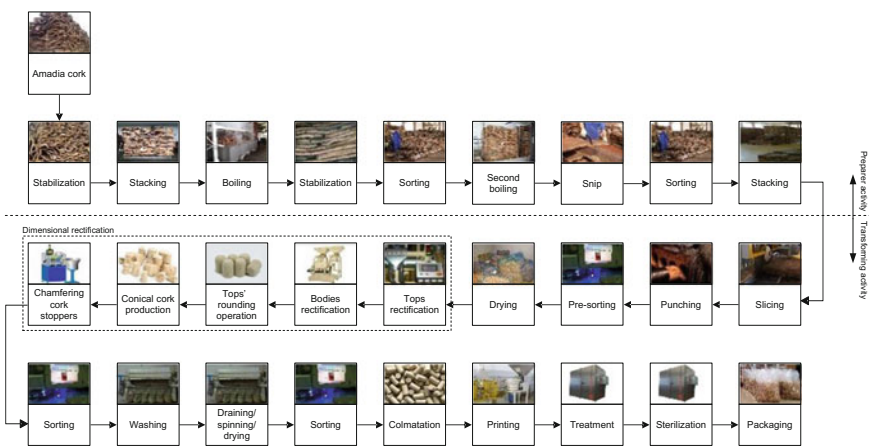 Amadia cork
Stabilization
Stacking
Boiling
Stabilization
Sorting
Second
boiling
Snip
Sorting
Stacking
Preparer activity
Transforming activity
Dimensional rectification
Chamfering
cork
stoppers
Conical cork
production
Tops'
rounding
operation
Bodies
rectification
Tops
rectification
Drying
Pre-sorting
Punching
Slicing
Sorting
Washing
Draining/
spinning/
drying
Sorting
Colmatation
Printing
Treatment
Sterilization
Packaging